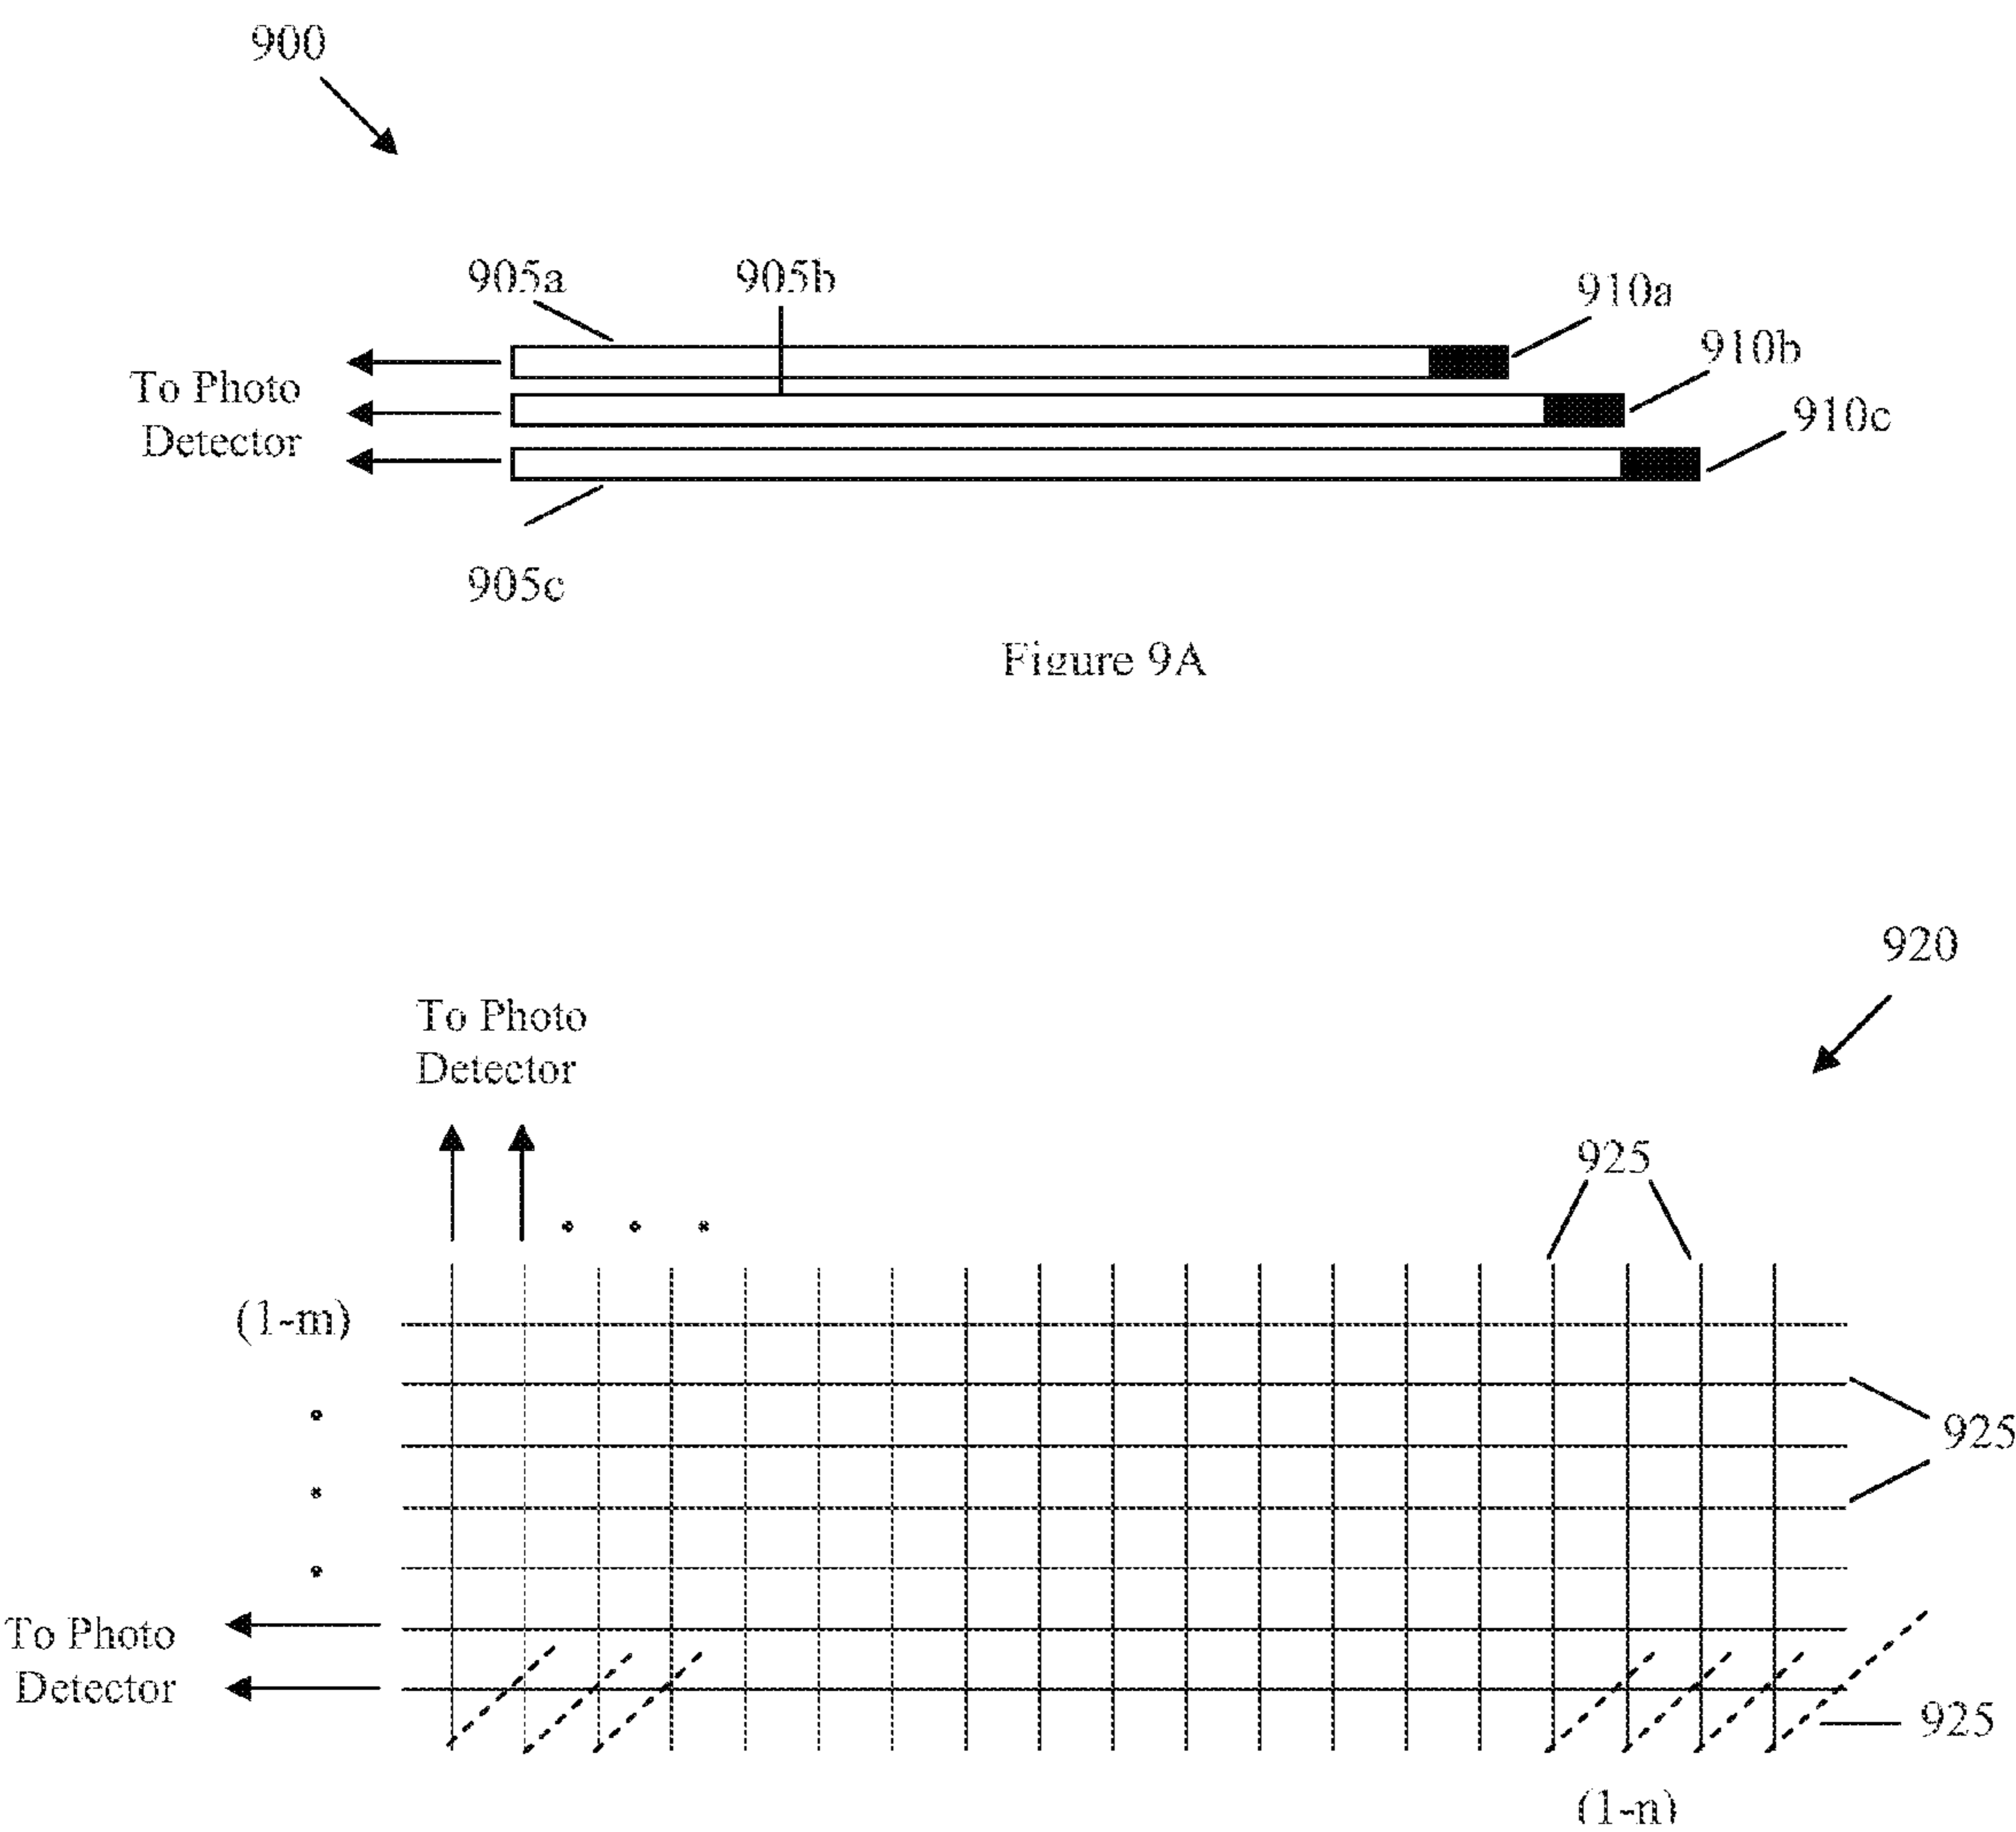 900
905a 905b 910a
910b
910c
To Photo
Detector
905c
Figure 9A
920
To Photo
Detector
925
(1-m)
925
To Photo
Detector
925
(1-n)